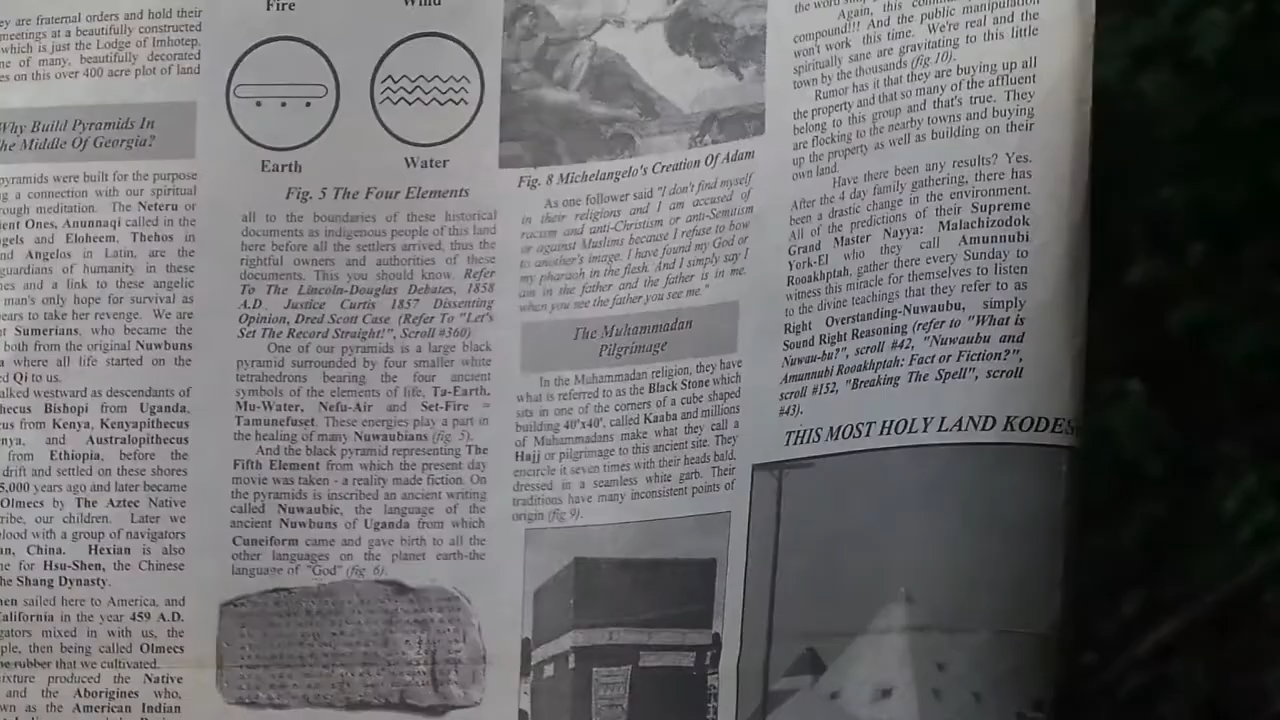 ey are fraternal orders and hold their
meetings at a beautifully constructed
which is just the Lodge of Imhotep,
ne of many, beautifully decorated
es on this over 400 acre plot of land
Why Build Pyramids In
he Middle Of Georgia?
pyramids were built for the purpose
ng a connection with our spiritual
rough meditation. The Neteru or
ient Ones, Anunnaqi called in the
ngels and Eloheem, Thehos in
nd Angelos in Latin, are the
guardians of humanity in these
nes and a link to these angelic
man's only hope for survival as
ears to take her revenge. We are
nt Sumerians, who became the
both from the original Nuwbuns
a where all life started on the
ed Qi to us.
alked westward as descendants of
hecus Bishopi from Uganda,
us from Kenya, Kenyapithecus
nya, and Australopithecus
from Ethiopia, before the
drift and settled on these shores
5,000 years ago and later became
Olmecs by The Aztec Native
ribe, our children. Later we
lood with a group of navigators
an, China. Hexian is also
ne for Hsu-Shen, the Chinese
he Shang Dynasty.
en sailed here to America, and
alifornia in the year 459 A.D.
gators mixed in with us, the
ple, then being called Olmecs
e rubber that we cultivated.
ixture produced the Native
and the Aborigines who,
wn as the American Indian
Fire
Wind
Earth
Water
Fig. 5 The Four Elements
all to the boundaries of these historical
documents as indigenous people of this land
here before all the settlers arrived, thus the
rightful owners and authorities of these
documents. This you should know. Refer
To The Lincoln-Douglas Debates, 1858
A.D. Justice Curtis 1857 Dissenting
Opinion, Dred Scott Case (Refer To "Let's
Set The Record Straight!", Scroll #360)
One of our pyramids is a large black
pyramid surrounded by four smaller white
tetrahedrons bearing the four ancient
symbols of the elements of life, Ta-Earth,
Mu-Water, Nefu-Air and Set-Fire =
Tamunefuset. These energies play a part in
the healing of many Nuwaubians (fig. 5).
And the black pyramid representing The
Fifth Element from which the present day
movie was taken - a reality made fiction. On
the pyramids is inscribed an ancient writing
called Nuwaubic, the language of the
ancient Nuwbuns of Uganda from which
Cuneiform came and gave birth to all the
other languages on the planet earth-the
language of "God" (fig. 6).
Fig. 8 Michelangelo's Creation Of Adam
As one follower said "I don't find myself
in their religions and I am accused of
racism and anti-Christism or anti-Semitism
or against Muslims because I refuse to bow
to another's image. I have found my God or
my pharaoh in the flesh. And I simply say I
am in the father and the father is in me.
when you see the father you see me."
The Muhammadan
Pilgrimage
In the Muhammadan religion, they have
what is referred to as the Black Stone which
sits in one of the corners of a cube shaped
building 40'x40', called Kaaba and millions
of Muhammadans make what they call a
Hajj or pilgrimage to this ancient site. They
encircle it seven times with their heads bald,
dressed in a seamless white garb. Their
traditions have many inconsistent points of
origin (fig 9).
the word
Again, this
compound!!! And the public manipulation
won't work this time. We're real and the
spiritually sane are gravitating to this little
town by the thousands (fig. 10).
Rumor has it that they are buying up all
the property and that so many of the affluent
belong to this group and that's true. They
are flocking to the nearby towns and buying
up the property as well as building on their
own land.
Have there been any results? Yes.
After the 4 day family gathering, there has
been a drastic change in the environment.
All of the predictions of their Supreme
Grand Master Nayya: Malachizodok
York-El who they call Amunnubi
Rooakhptah, gather there every Sunday to
witness this miracle for themselves to listen
to the divine teachings that they refer to as
Right Overstanding-Nuwaubu, simply
Sound Right Reasoning (refer to "What is
Nuwau-bu?", scroll #42, "Nuwaubu and
Amunnubi Rooakhptah: Fact or Fiction?",
scroll #152, "Breaking The Spell", scroll
#43).
THIS MOST HOLY LAND KODES